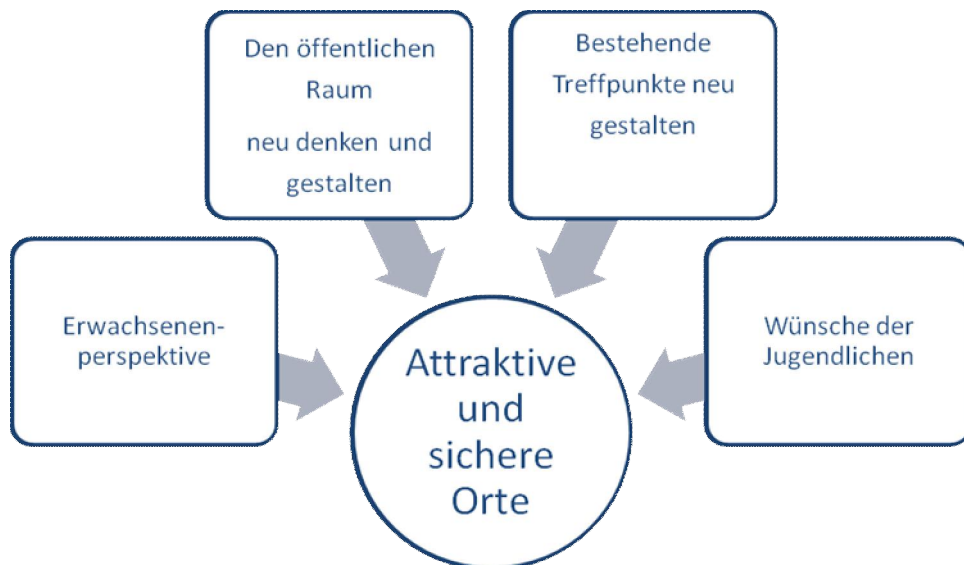 Den öffentlichen
Raum
neu denken und
gestalten
Bestehende
Treffpunkte neu
gestalten
Erwachsenen-
perspektive
Wünsche der
Jugendlichen
Attraktive
und
sichere
Orte